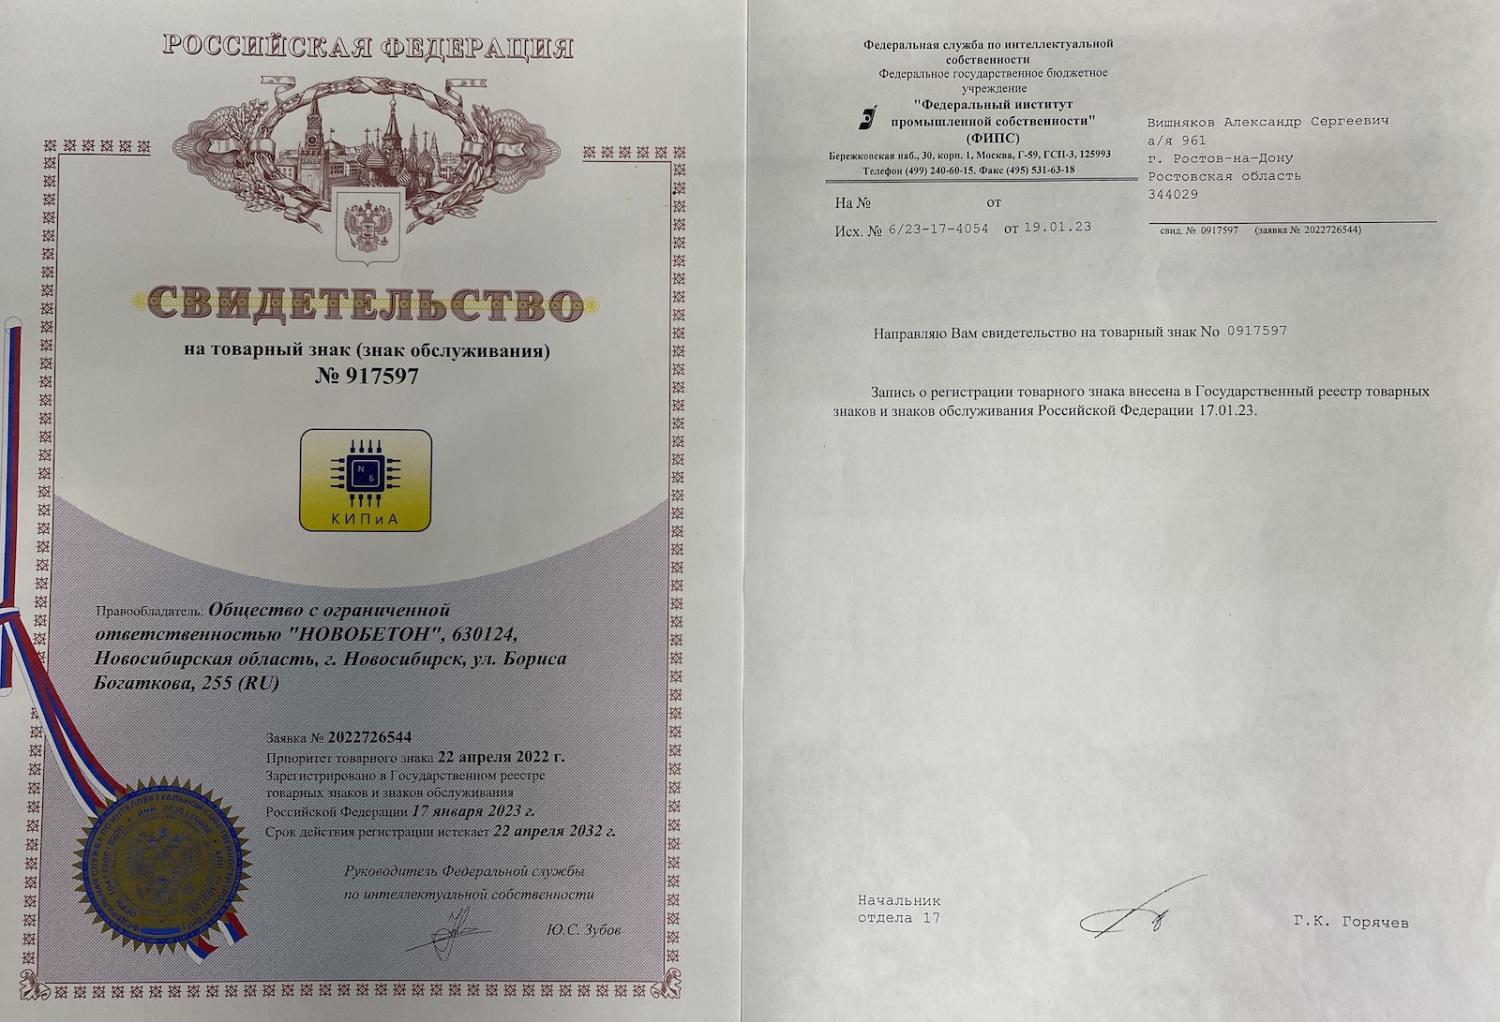 РОССИЙСКАЯ ФЕДЕРАЦИЯ
СВИДЕТЕЛЬСТВО
на товарный знак (знак обслуживания)
№ 917597
N
Б
КИПиА
Правообладатель: Общество с ограниченной
ответственностью "НОВОБЕТОН", 630124,
Новосибирская область, г. Новосибирск, ул. Бориса
Богаткова, 255 (RU)
Заявка № 2022726544
Приоритет товарного знака 22 апреля 2022 г.
Зарегистрировано в Государственном реестре
товарных знаков и знаков обслуживания
Российской Федерации 17 января 2023 г.
Срок действия регистрации истекает 22 апреля 2032 г.
Руководитель Федеральной службы
по интеллектуальной собственности
Ю.С. Зубов
ФЕДЕРАЛЬНАЯ СЛУЖБА ПО ИНТЕЛЛЕКТУАЛЬНОЙ СОБСТВЕННОСТИ
Федеральная служба по интеллектуальной
собственности
Федеральное государственное бюджетное
учреждение
"Федеральный институт
промышленной собственности"
(ФИПС)
Бережковская наб., 30, корп. 1, Москва, Г-59, ГСП-3, 125993
Телефон (499) 240-60-15. Факс (495) 531-63-18
На № от
Исх. № 6/23-17-4054 от 19.01.23
Вишняков Александр Сергеевич
а/я 961
г. Ростов-на-Дону
Ростовская область
344029
свид. № 0917597 (заявка № 2022726544)
Направляю Вам свидетельство на товарный знак No 0917597
Запись о регистрации товарного знака внесена в Государственный реестр товарных
знаков и знаков обслуживания Российской Федерации 17.01.23.
Начальник
отдела 17
Г.К. Горячев